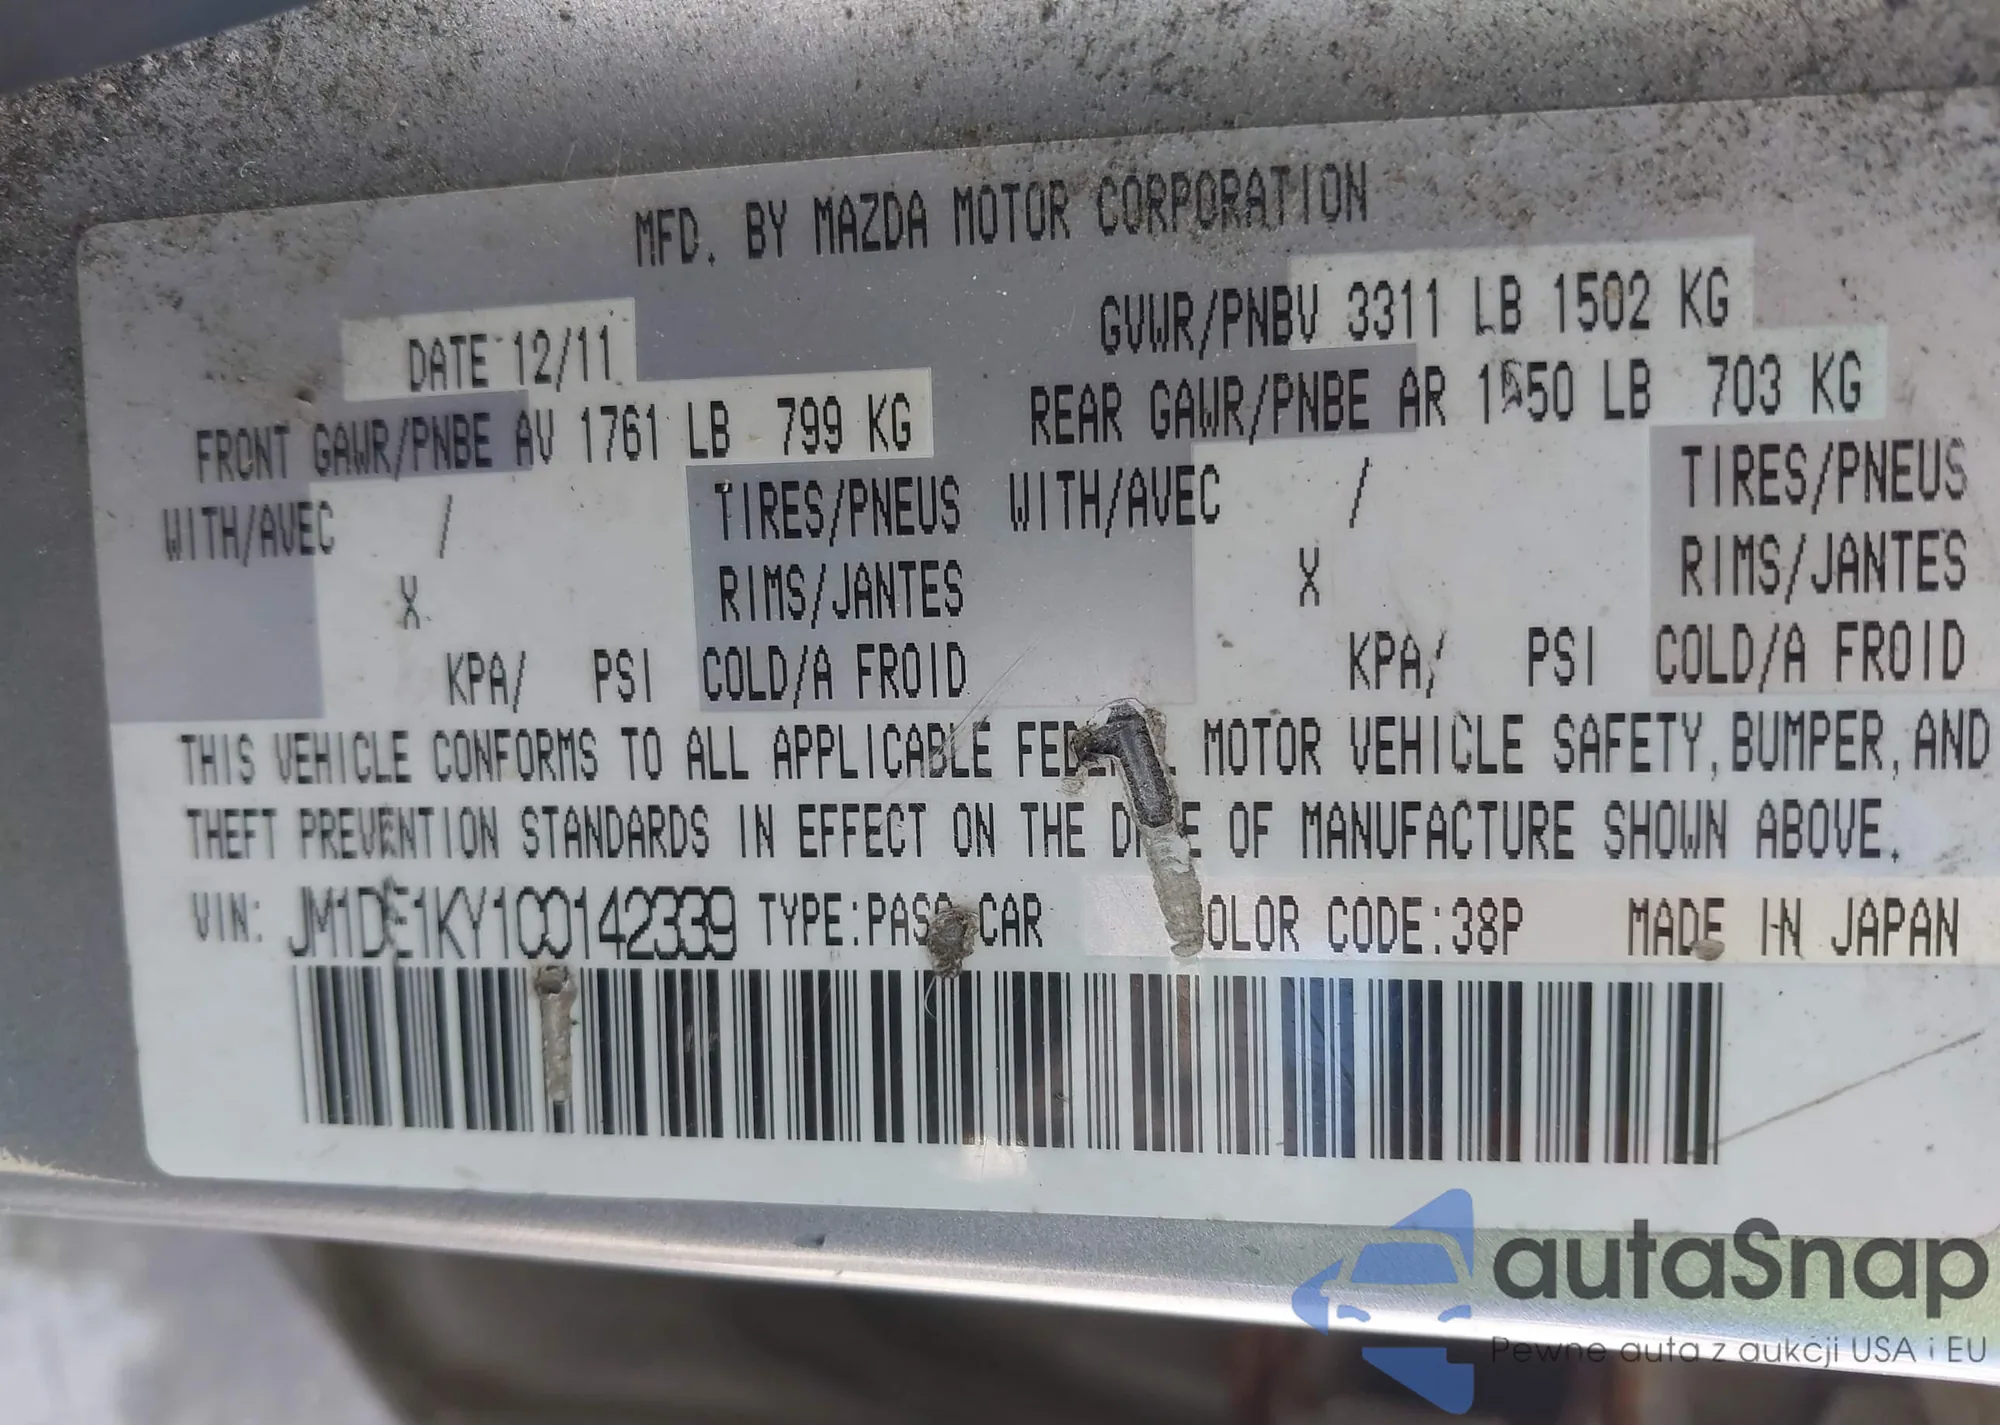 MFD. BY MAZDA MOTOR CORPORATION
DATE 12/11 GVWR/PNBV 3311 LB 1502 KG
FRONT GAWR/PNBE AV 1761 LB 799 KG REAR GAWR/PNBE AR 1550 LB 703 KG
WITH/AVEC / TIRES/PNEUS WITH/AVEC / TIRES/PNEUS
X RIMS/JANTES X RIMS/JANTES
KPA/ PSI COLD/A FROID KPA/ PSI COLD/A FROID
THIS VEHICLE CONFORMS TO ALL APPLICABLE FEDERAL MOTOR VEHICLE SAFETY, BUMPER, AND
THEFT PREVENTION STANDARDS IN EFFECT ON THE DATE OF MANUFACTURE SHOWN ABOVE.
VIN: JM1DE1KY1C0142339 TYPE:PASS CAR COLOR CODE:38P MADE IN JAPAN
autaSnap
Pewne auta z aukcji USA i EU